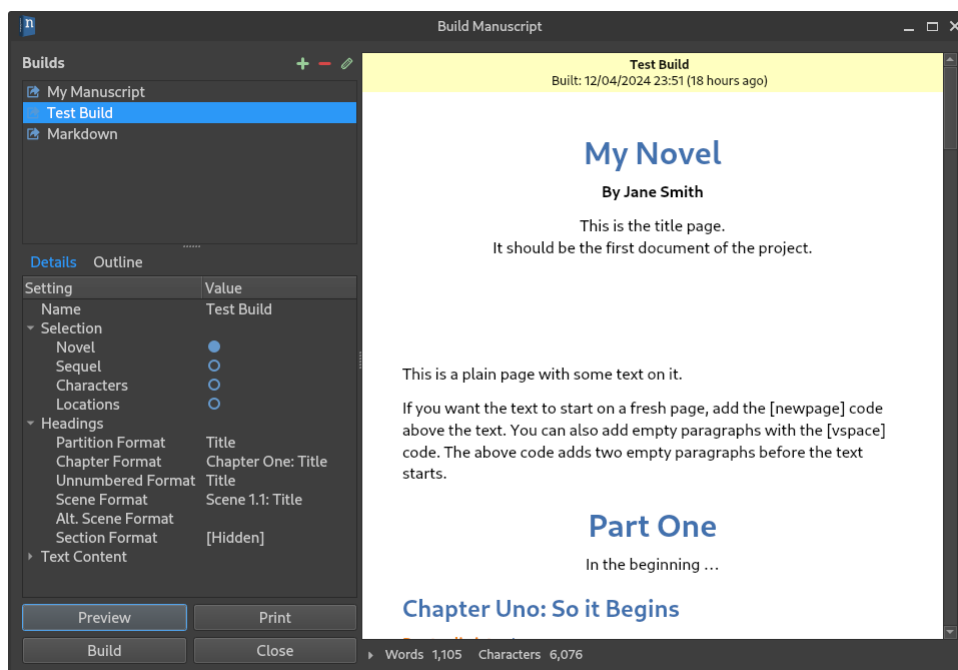 n
Build Manuscript
Builds
My Manuscript
Test Build
Markdown
Details Outline
Setting Value
Name Test Build
Selection
Novel
Sequel
Characters
Locations
Headings
Partition Format Title
Chapter Format Chapter One: Title
Unnumbered Format Title
Scene Format Scene 1.1: Title
Alt. Scene Format
Section Format [Hidden]
Text Content
Preview Print
Build Close
Test Build
Built: 12/04/2024 23:51 (18 hours ago)
My Novel
By Jane Smith
This is the title page.
It should be the first document of the project.
This is a plain page with some text on it.
If you want the text to start on a fresh page, add the [newpage] code
above the text. You can also add empty paragraphs with the [vspace]
code. The above code adds two empty paragraphs before the text
starts.
Part One
In the beginning …
Chapter Uno: So it Begins
Words 1,105 Characters 6,076